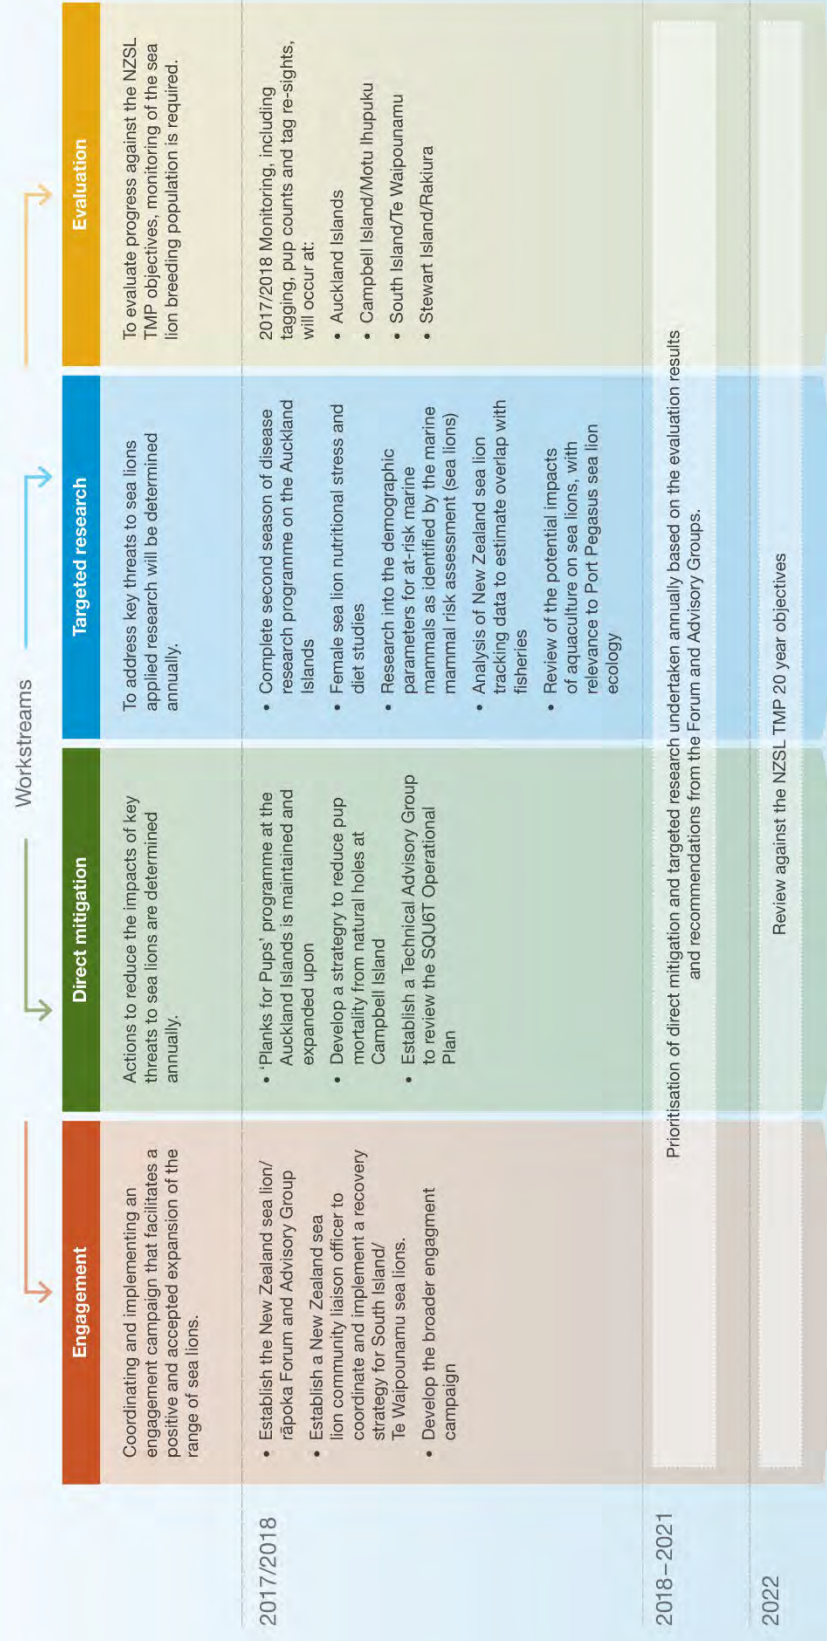 Workstreams
Engagement
Coordinating and implementing an
engagement campaign that facilitates a
positive and accepted expansion of the
range of sea lions.
Direct mitigation
Actions to reduce the impacts of key
threats to sea lions are determined
annually.
Targeted research
To address key threats to sea lions
applied research will be determined
annually.
Evaluation
To evaluate progress against the NZSL
TMP objectives, monitoring of the sea
lion breeding population is required.
2017/2018
• Establish the New Zealand sea lion/
rāpoka Forum and Advisory Group
• Establish a New Zealand sea
lion community liaison officer to
coordinate and implement a recovery
strategy for South Island/
Te Waipounamu sea lions.
• Develop the broader engagment
campaign
• ‘Planks for Pups’ programme at the
Auckland Islands is maintained and
expanded upon
• Develop a strategry to reduce pup
mortality from natural holes at
Campbell Island
• Establish a Technical Advisory Group
to review the SQU6T Operational
Plan
• Complete second season of disease
research programme on the Auckland
Islands
• Female sea lion nutritional stress and
diet studies
• Research into the demographic
parameters for at-risk marine
mammals as identified by the marine
mammal risk assessment (sea lions)
• Analysis of New Zealand sea lion
tracking data to estimate overlap with
fisheries
• Review of the potential impacts
of aquaculture on sea lions, with
relevance to Port Pegasus sea lion
ecology
2017/2018 Monitoring, including
tagging, pup counts and tag re-sights,
will occur at:
• Auckland Islands
• Campbell Island/Motu Ihupuku
• South Island/Te Waipounamu
• Stewart Island/Rakiura
2018–2021
Prioritisation of direct mitigation and targeted research undertaken annually based on the evaluation results
and recommendations from the Forum and Advisory Groups.
2022
Review against the NZSL TMP 20 year objectives